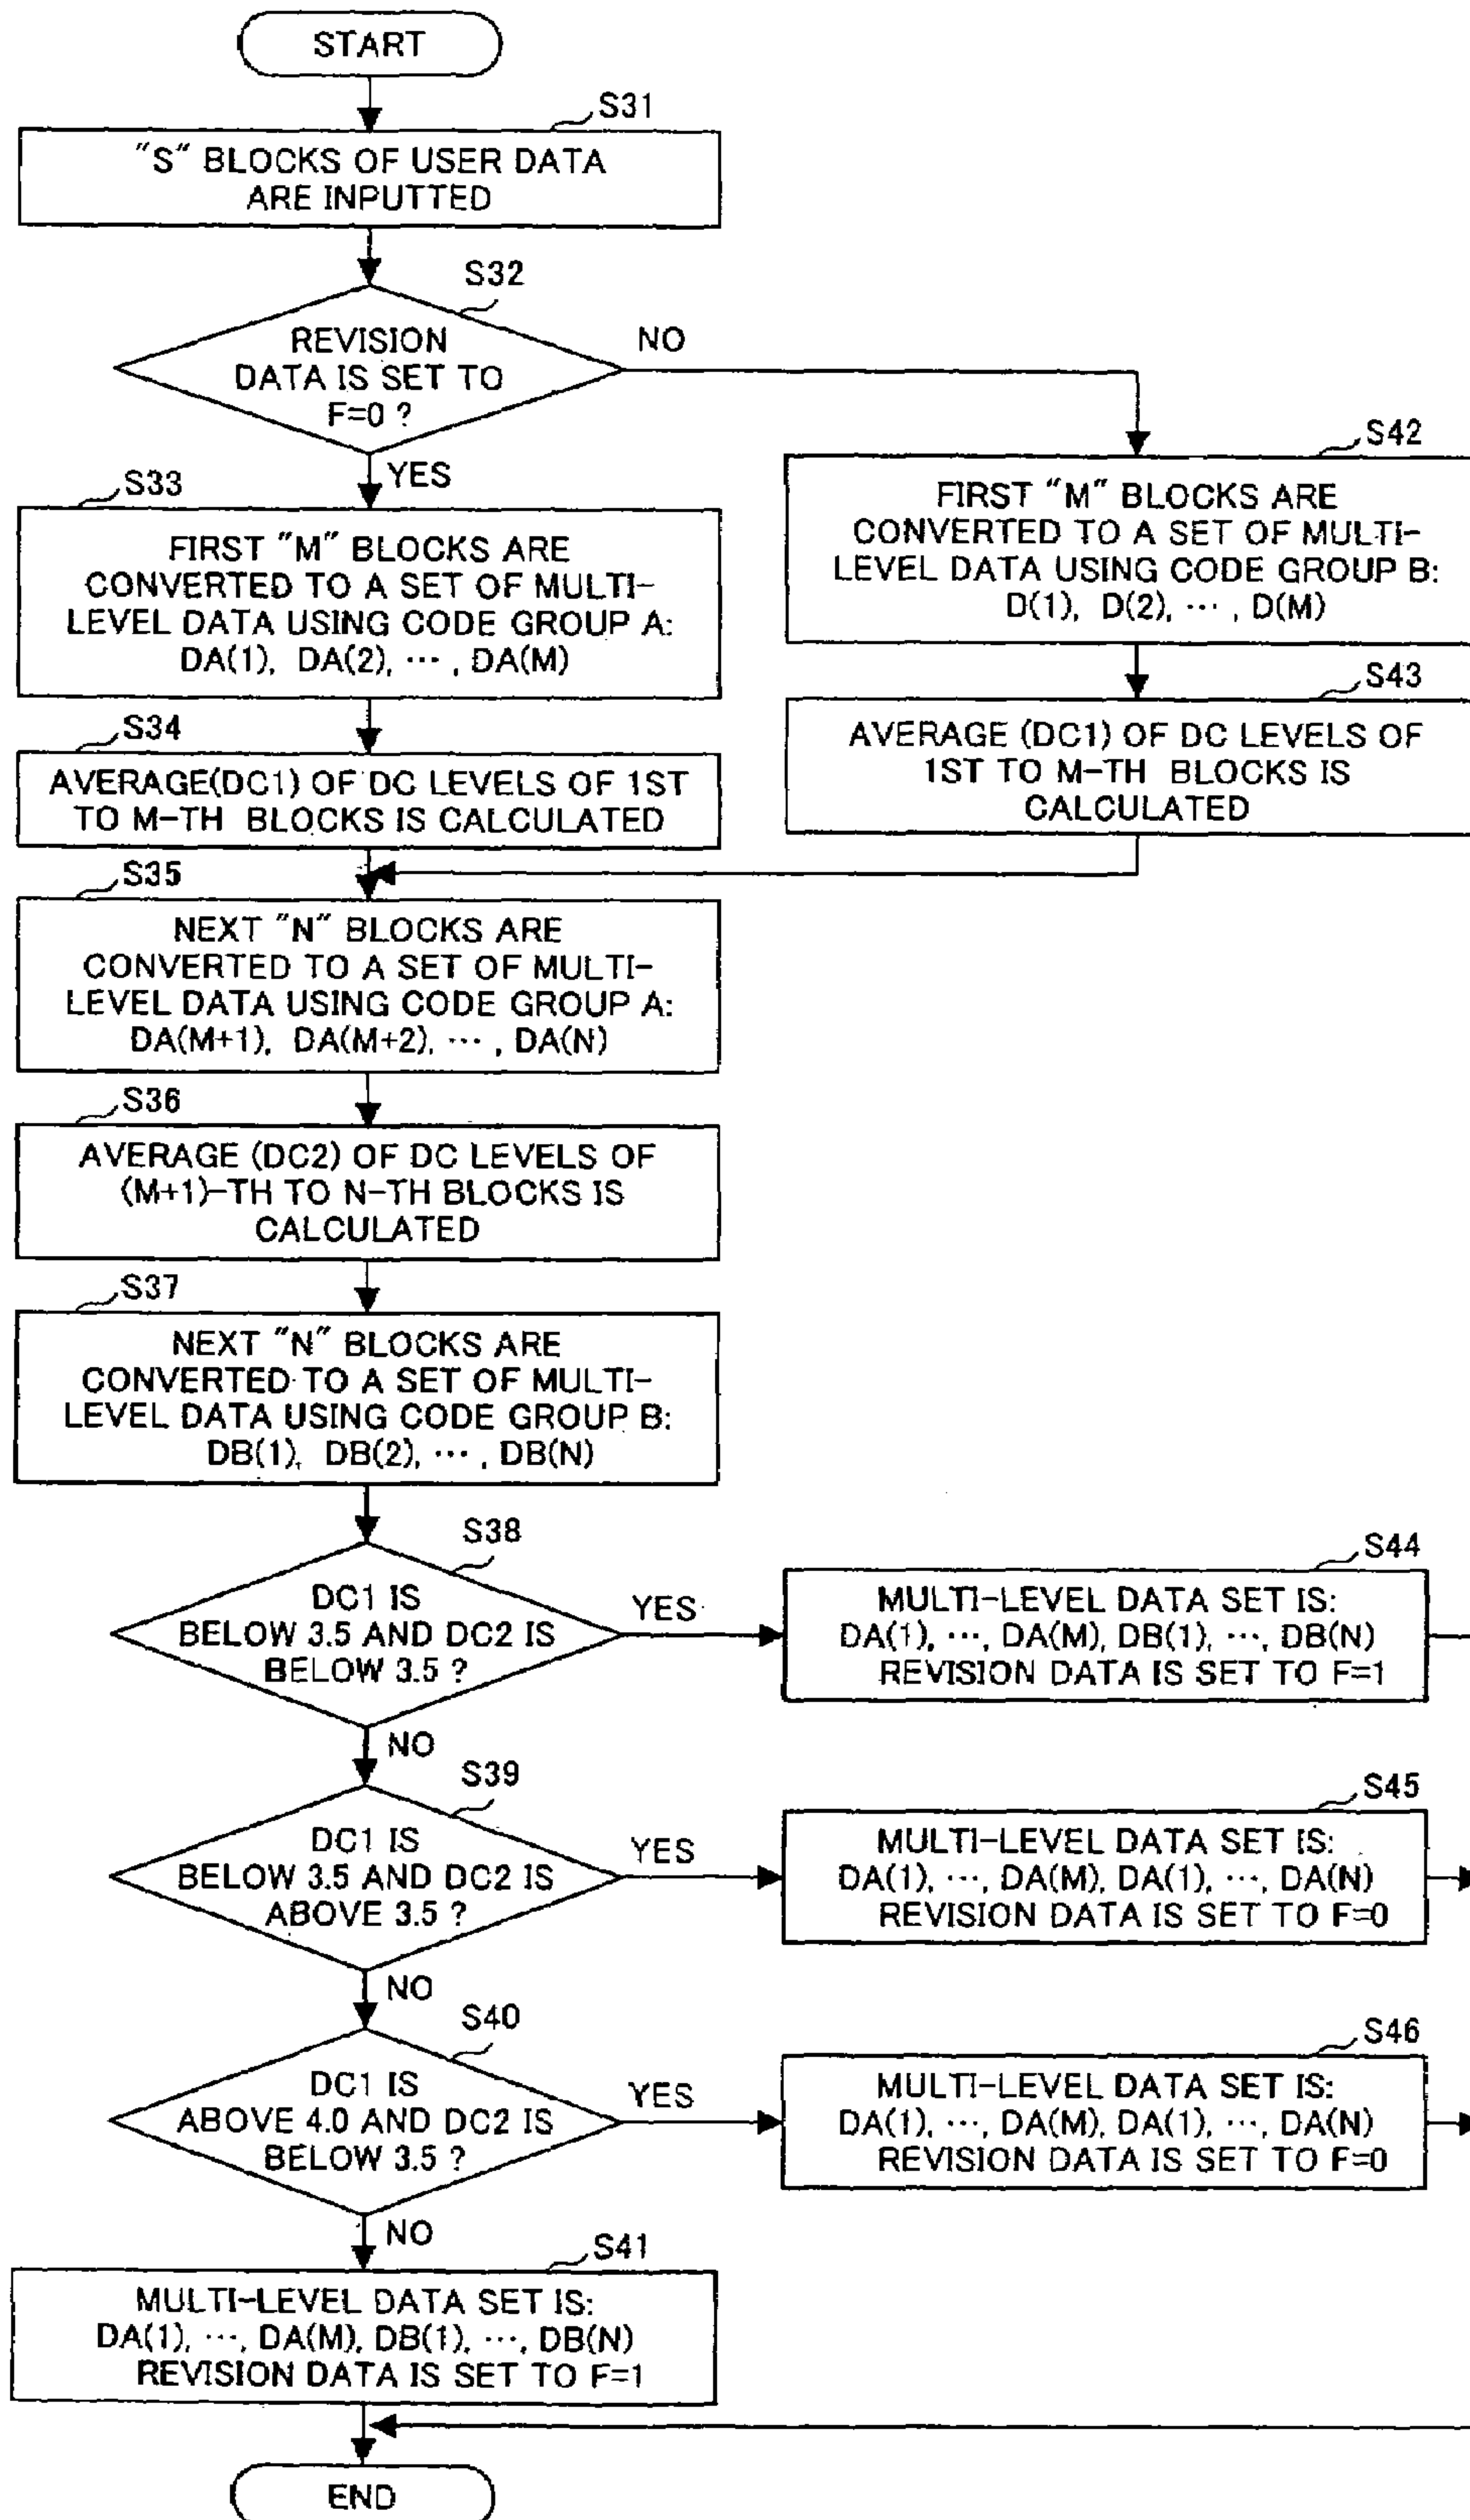 START
S31
"S" BLOCKS OF USER DATA
ARE INPUTTED
S32
REVISION
DATA IS SET TO
F=0 ?
NO
YES
S42
FIRST "M" BLOCKS ARE
CONVERTED TO A SET OF MULTI-
LEVEL DATA USING CODE GROUP B:
D(1), D(2), ··· , D(M)
S33
FIRST "M" BLOCKS ARE
CONVERTED TO A SET OF MULTI-
LEVEL DATA USING CODE GROUP A:
DA(1), DA(2), ··· , DA(M)
S43
AVERAGE (DC1) OF DC LEVELS OF
1ST TO M-TH BLOCKS IS
CALCULATED
S34
AVERAGE(DC1) OF DC LEVELS OF 1ST
TO M-TH BLOCKS IS CALCULATED
S35
NEXT "N" BLOCKS ARE
CONVERTED TO A SET OF MULTI-
LEVEL DATA USING CODE GROUP A:
DA(M+1), DA(M+2), ··· , DA(N)
S36
AVERAGE (DC2) OF DC LEVELS OF
(M+1)-TH TO N-TH BLOCKS IS
CALCULATED
S37
NEXT "N" BLOCKS ARE
CONVERTED TO A SET OF MULTI-
LEVEL DATA USING CODE GROUP B:
DB(1), DB(2), ··· , DB(N)
S38
DC1 IS
BELOW 3.5 AND DC2 IS
BELOW 3.5 ?
YES
NO
S44
MULTI-LEVEL DATA SET IS:
DA(1), ···, DA(M), DB(1), ···, DB(N)
REVISION DATA IS SET TO F=1
S39
DC1 IS
BELOW 3.5 AND DC2 IS
ABOVE 3.5 ?
YES
NO
S45
MULTI-LEVEL DATA SET IS:
DA(1), ···, DA(M), DA(1), ···, DA(N)
REVISION DATA IS SET TO F=0
S40
DC1 IS
ABOVE 4.0 AND DC2 IS
BELOW 3.5 ?
YES
NO
S46
MULTI-LEVEL DATA SET IS:
DA(1), ···, DA(M), DA(1), ···, DA(N)
REVISION DATA IS SET TO F=0
S41
MULTI-LEVEL DATA SET IS:
DA(1), ···, DA(M), DB(1), ···, DB(N)
REVISION DATA IS SET TO F=1
END